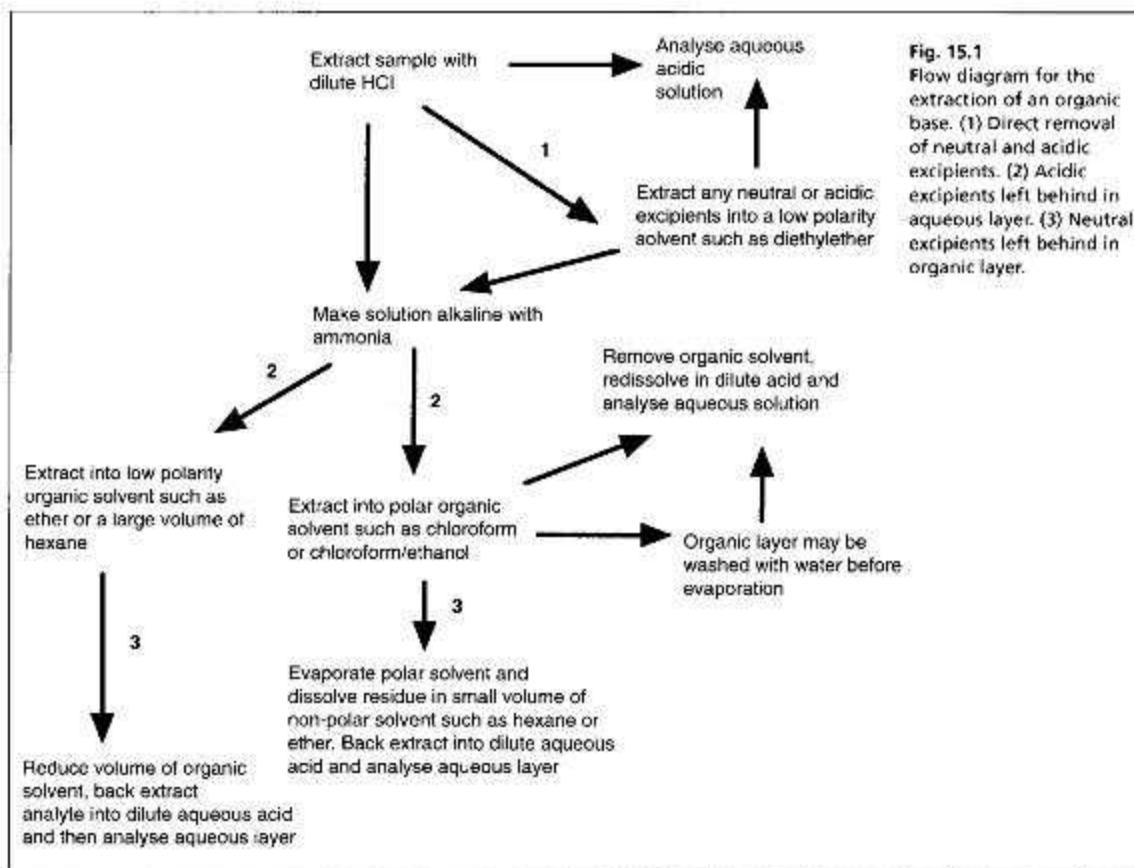 Extract sample with
dilute HCl
Analyse aqueous
acidic
solution
Fig. 15.1
Flow diagram for the
extraction of an organic
base. (1) Direct removal
of neutral and acidic
excipients. (2) Acidic
excipients left behind in
aqueous layer. (3) Neutral
excipients left behind in
organic layer.
1
Extract any neutral or acidic
excipients into a low polarity
solvent such as diethylether
Make solution alkaline with
ammonia
2
2
Remove organic solvent,
redissolve in dilute acid and
analyse aqueous solution
Extract into low polarity
organic solvent such as
ether or a large volume of
hexane
Extract into polar organic
solvent such as chloroform
or chloroform/ethanol
Organic layer may be
washed with water before
evaporation
3
3
Evaporate polar solvent and
dissolve residue in small volume of
non-polar solvent such as hexane or
ether. Back extract into dilute aqueous
acid and analyse aqueous layer
Reduce volume of organic
solvent, back extract
analyte into dilute aqueous acid
and then analyse aqueous layer